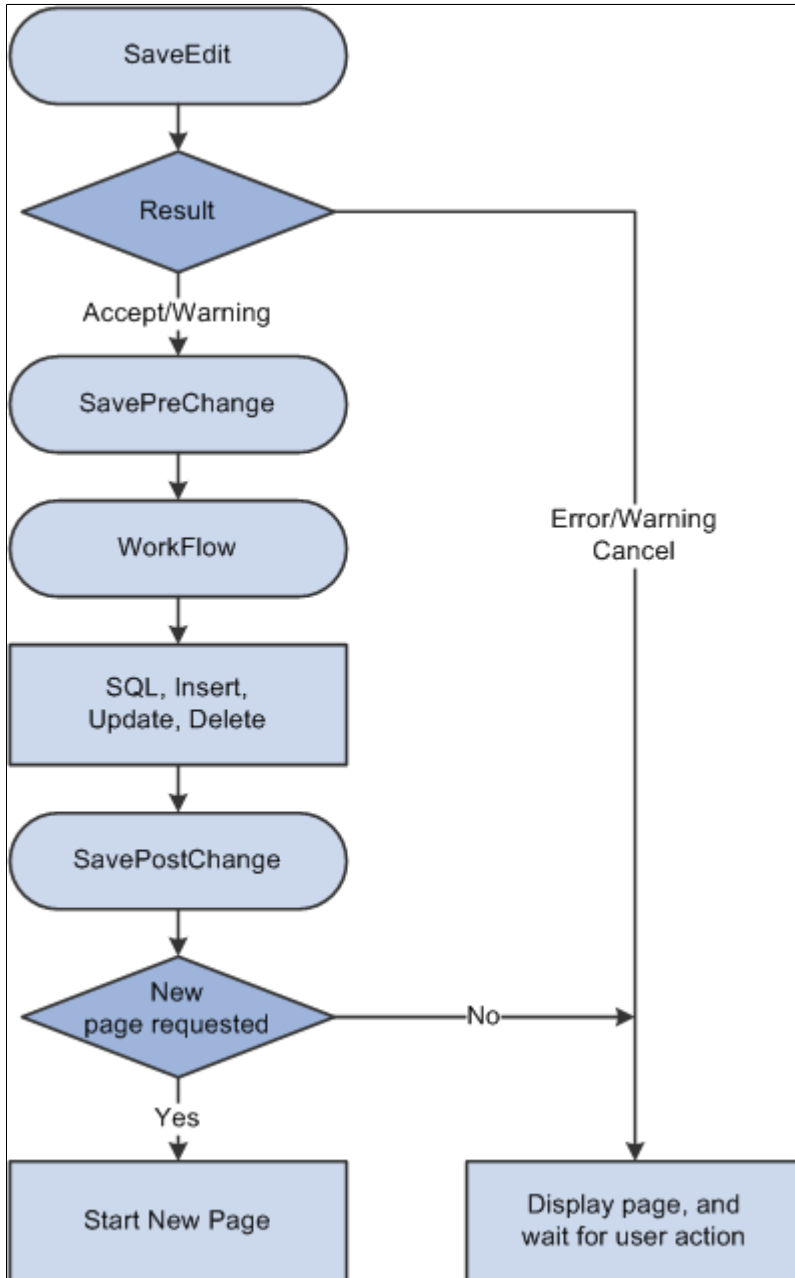 SaveEdit
Result
Accept/Warning
SavePreChange
WorkFlow
Error/Warning
Cancel
SQL, Insert,
Update, Delete
SavePostChange
New
page requested
No
Yes
Start New Page
Display page, and
wait for user action